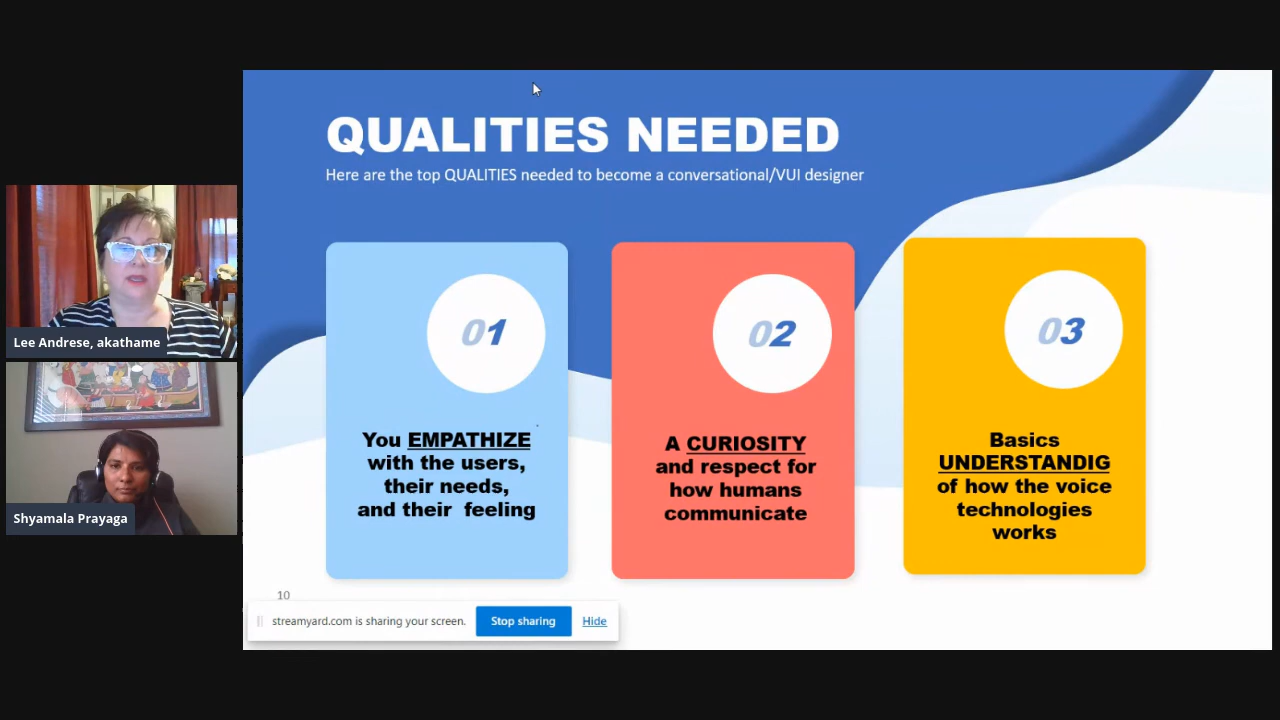 QUALITIES NEEDED
Here are the top QUALITIES needed to become a conversational/VUI designer
01
You EMPATHIZE
with the users,
their needs,
and their feeling
02
A CURIOSITY
and respect for
how humans
communicate
03
Basics
UNDERSTANDIG
of how the voice
technologies
works
10
streamyard.com is sharing your screen.
Stop sharing
Hide
Lee Andrese, akathame
Shyamala Prayaga